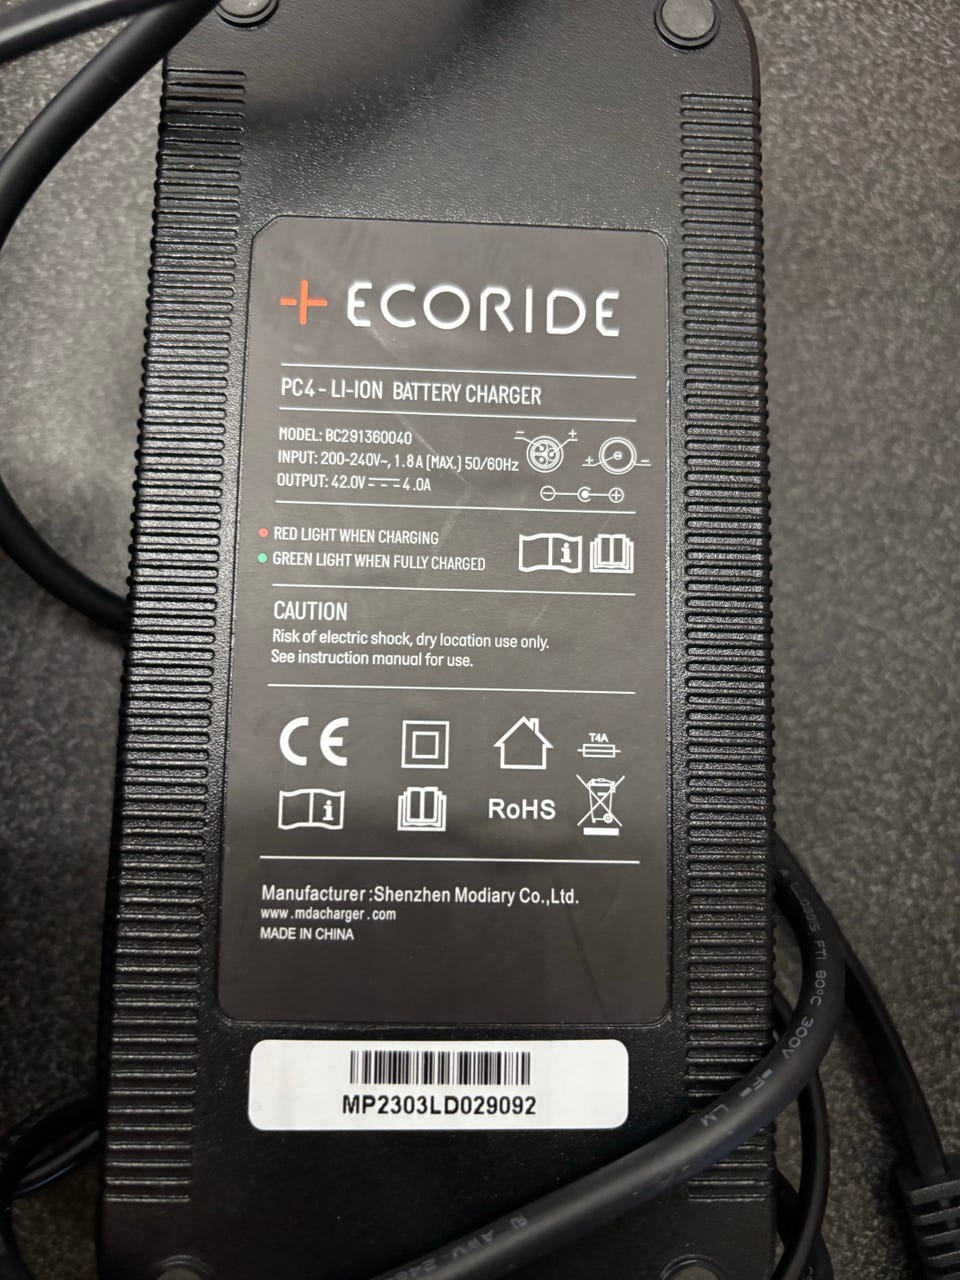 ECORIDE
PC4 - LI-ION BATTERY CHARGER
MODEL: BC291360040
INPUT: 200-240V~, 1.8A (MAX.) 50/60Hz
OUTPUT: 42.0V⎓4.0A
RED LIGHT WHEN CHARGING
GREEN LIGHT WHEN FULLY CHARGED
CAUTION
Risk of electric shock, dry location use only.
See instruction manual for use.
CE
T4A
RoHS
Manufacturer :Shenzhen Modiary Co.,Ltd.
www.mdacharger.com
MADE IN CHINA
MP2303LD029092
80°C 300V